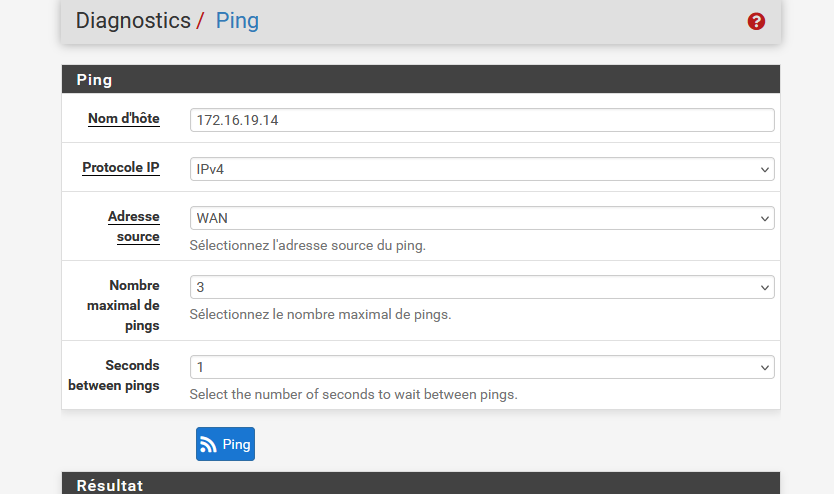 Diagnostics / Ping
Ping
Nom d'hôte
172.16.19.14
Protocole IP
IPv4
Adresse
source
WAN
Sélectionnez l'adresse source du ping.
Nombre
maximal de
pings
3
Sélectionnez le nombre maximal de pings.
Seconds
between pings
1
Select the number of seconds to wait between pings.
Ping
Résultat